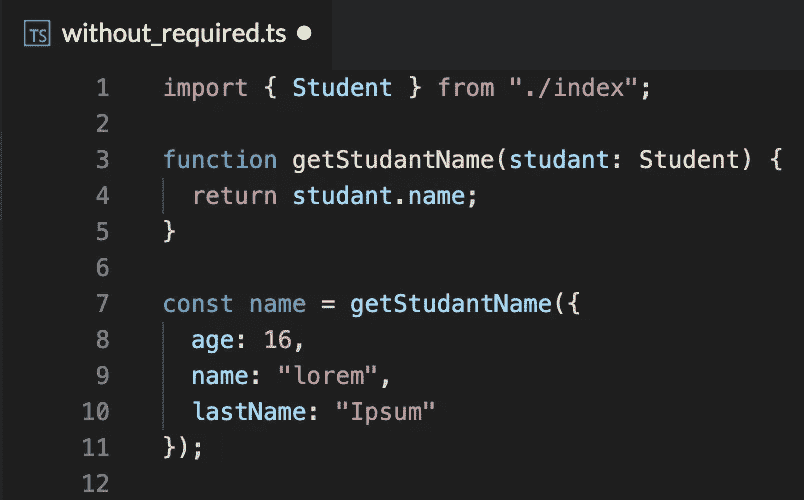 TS without_required.ts
1 import { Student } from "./index";
2
3 function getStudantName(studant: Student) {
4   return studant.name;
5 }
6
7 const name = getStudantName({
8   age: 16,
9   name: "lorem",
10   lastName: "Ipsum"
11 });
12